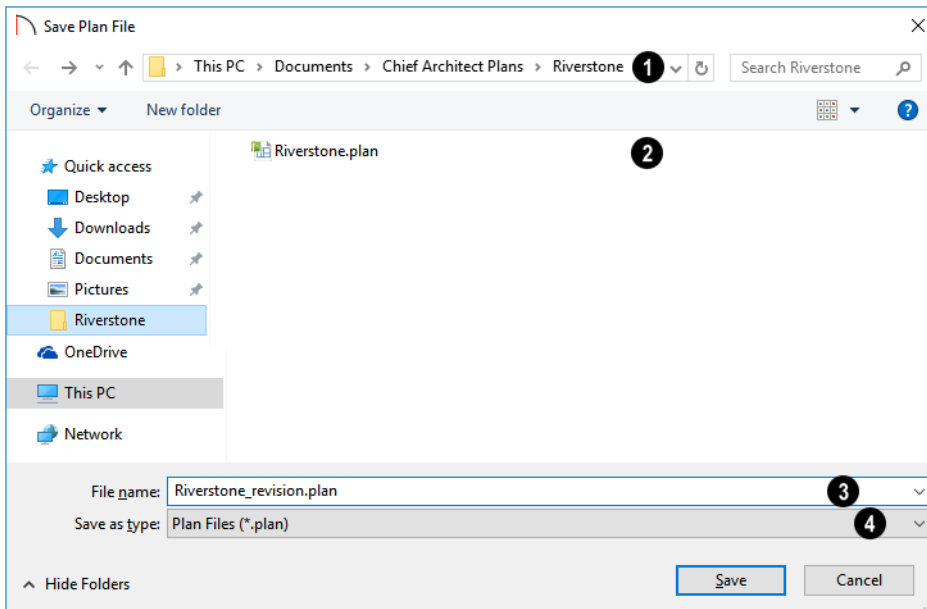 Save Plan File
This PC > Documents > Chief Architect Plans > Riverstone 1 Search Riverstone
Organize New folder ?
Riverstone.plan 2
Quick access
Desktop
Downloads
Documents
Pictures
Riverstone
OneDrive
This PC
Network
File name: Riverstone_revision.plan 3
Save as type: Plan Files (*.plan) 4
Hide Folders Save Cancel